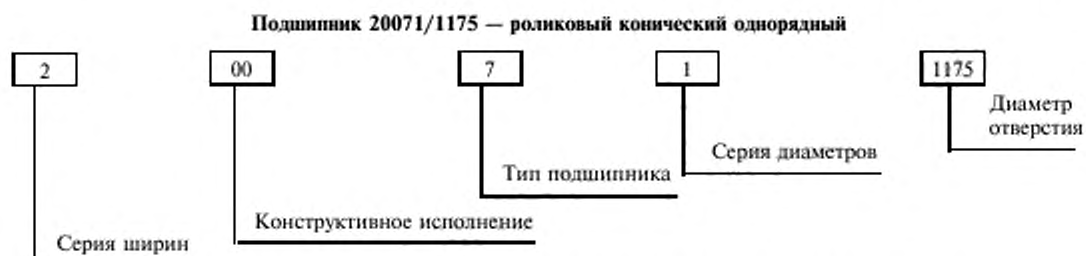 Подшипник 20071/1175 — роликовый конический однорядный
2 00 7 1 1175
Диаметр
отверстия
Серия диаметров
Тип подшипника
Конструктивное исполнение
Серия ширин